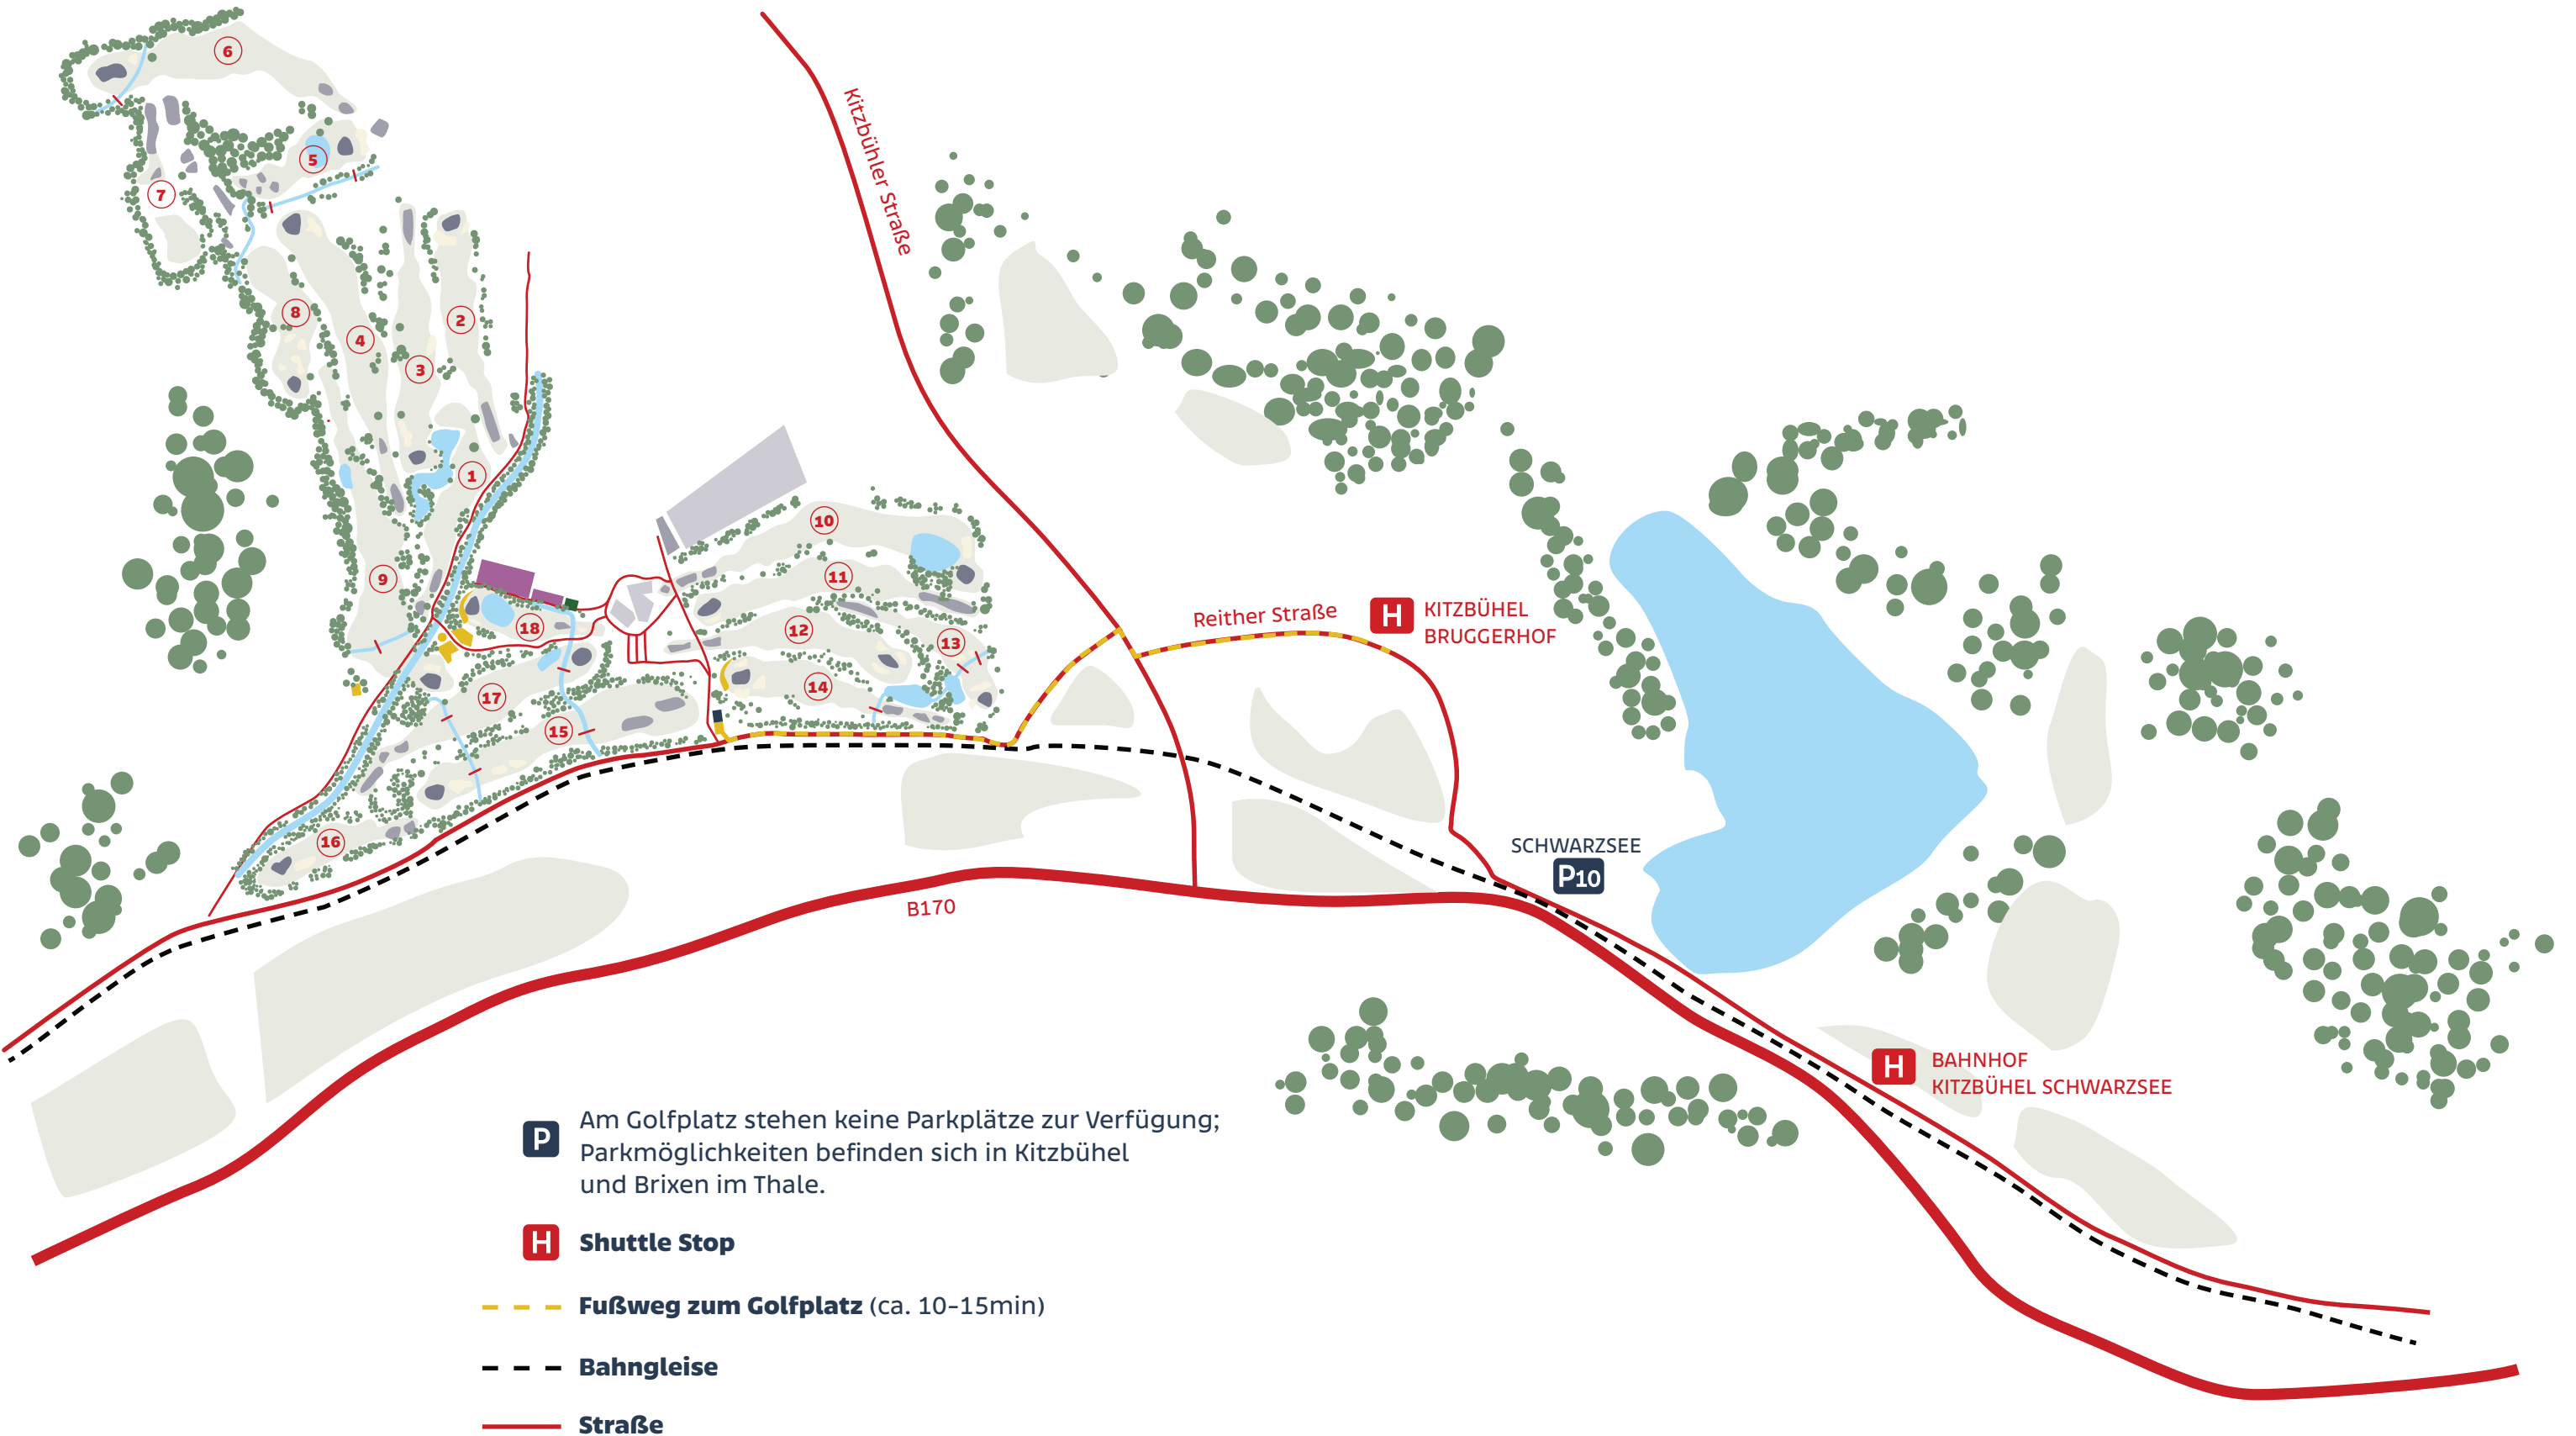 6
5
7
8
4
2
3
1
9
18
17
15
16
10
11
12
13
14
Kitzbühler Straße
Reither Straße
H
KITZBÜHEL
BRUGGERHOF
SCHWARZSEE
P10
B170
H
BAHNHOF
KITZBÜHEL SCHWARZSEE
P
Am Golfplatz stehen keine Parkplätze zur Verfügung;
Parkmöglichkeiten befinden sich in Kitzbühel
und Brixen im Thale.
H
Shuttle Stop
Fußweg zum Golfplatz (ca. 10–15min)
Bahngleise
Straße